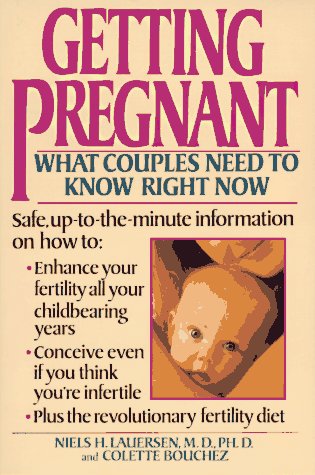 GETTING
PREGNANT
WHAT COUPLES NEED TO
KNOW RIGHT NOW
Safe, up-to-the-minute information
on how to:
• Enhance your
fertility all your
childbearing
years
• Conceive even
if you think
you're infertile
• Plus the revolutionary fertility diet
NIELS H. LAUERSEN, M.D., PH.D.
and COLETTE BOUCHEZ